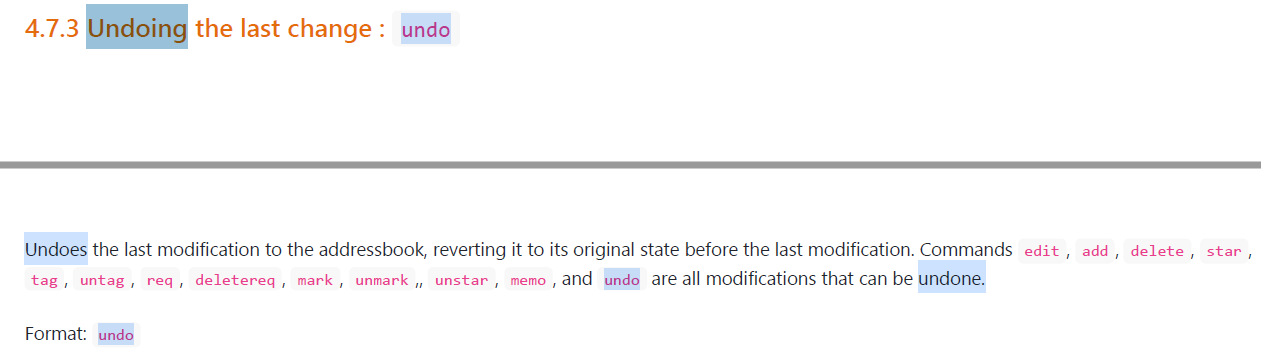 4.7.3 Undoing the last change : undo
Undoes the last modification to the addressbook, reverting it to its original state before the last modification. Commands edit , add , delete , star ,
tag , untag , req , deletereq , mark , unmark ,, unstar , memo , and undo are all modifications that can be undone.
Format: undo